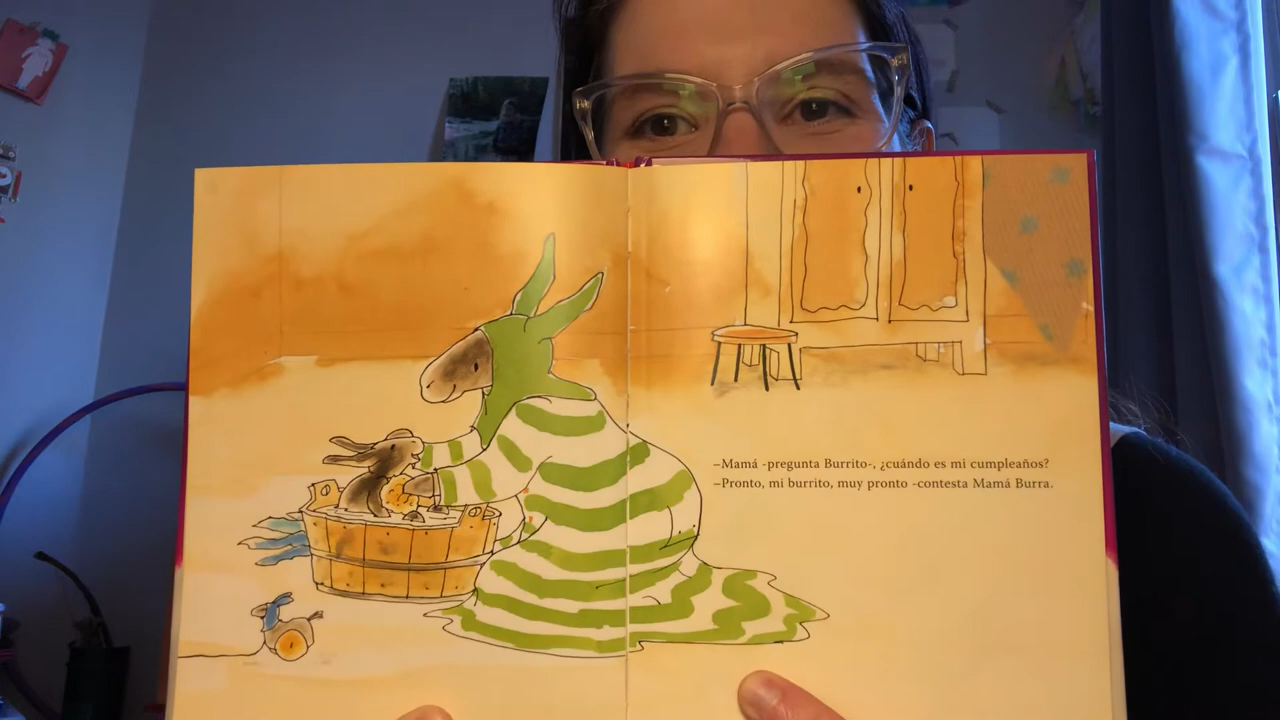 –Mamá -pregunta Burrito-, ¿cuándo es mi cumpleaños?
–Pronto, mi burrito, muy pronto -contesta Mamá Burra.